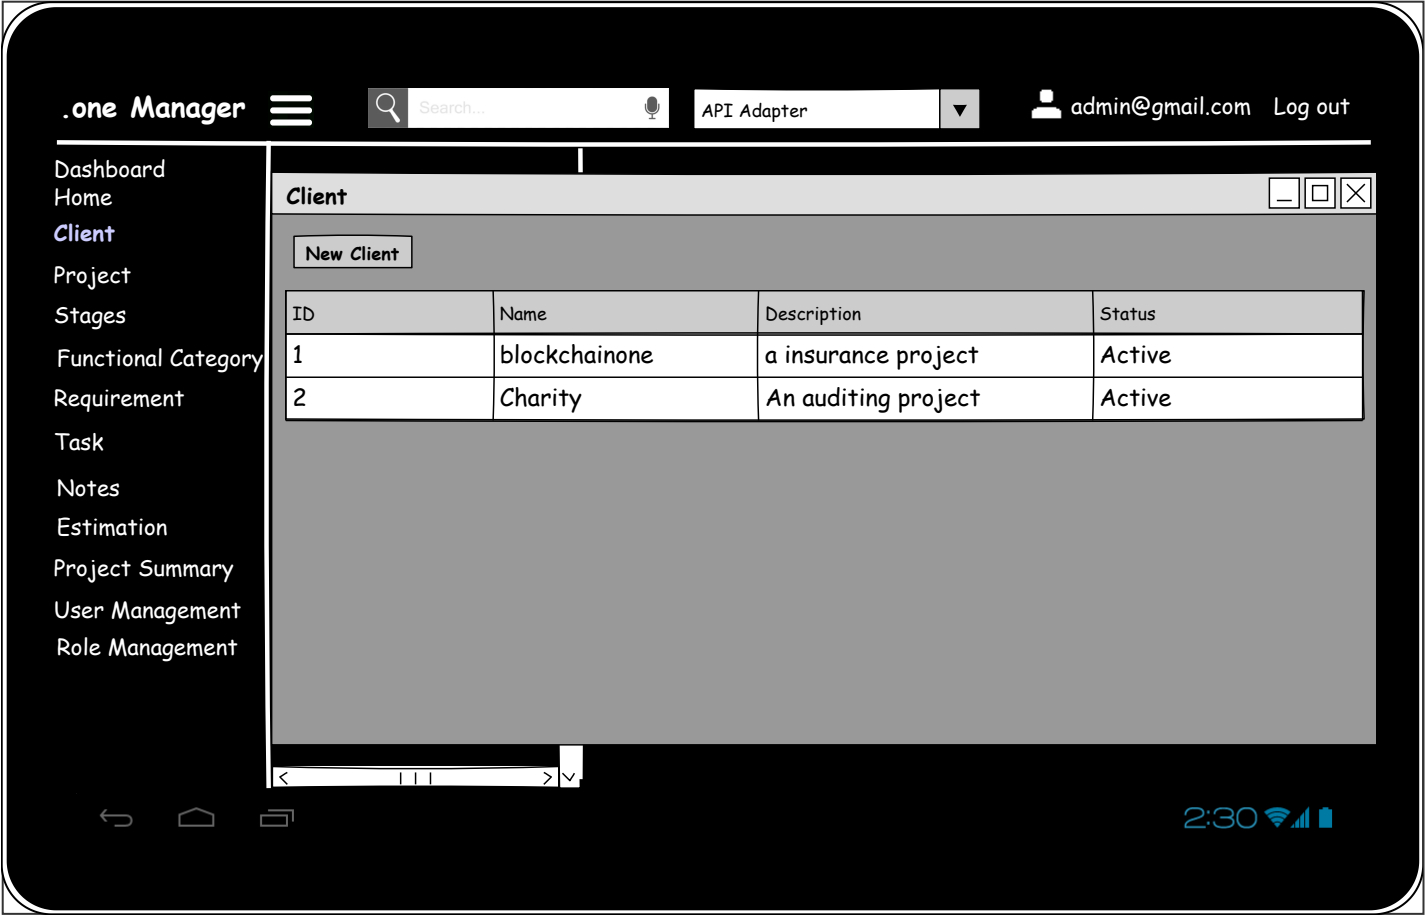 .one Manager
Search...
API Adapter
admin@gmail.com
Log out
Dashboard
Home
Client
Project
Stages
Functional Category
Requirement
Task
Notes
Estimation
Project Summary
User Management
Role Management
Client
New Client
ID Name Description Status
1 blockchainone a insurance project Active
2 Charity An auditing project Active
2:30